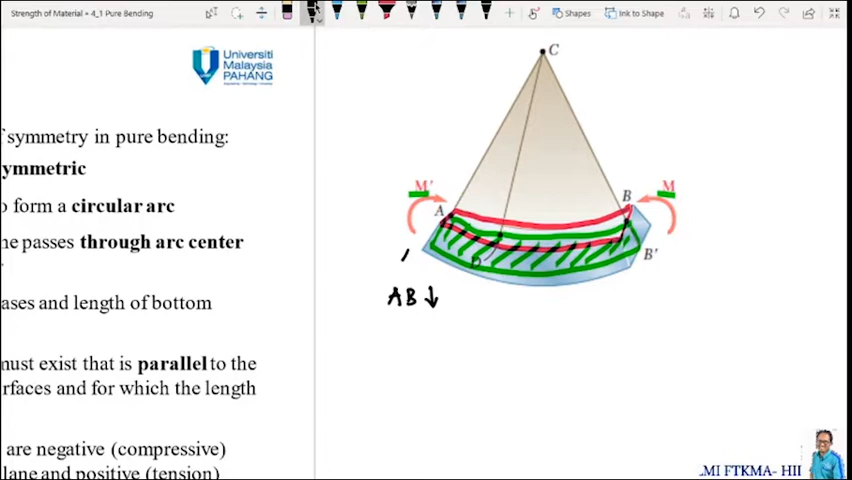 Strength of Material = 4_1 Pure Bending
Shapes
Ink to Shape
Universiti
Malaysia
PAHANG
f symmetry in pure bending:
ymmetric
o form a circular arc
ne passes through arc center
ases and length of bottom
must exist that is parallel to the
rfaces and for which the length
are negative (compressive)
plane and positive (tension)
C
M'
B
M
A
D
B'
AB ↓
MI FTKMA- HII